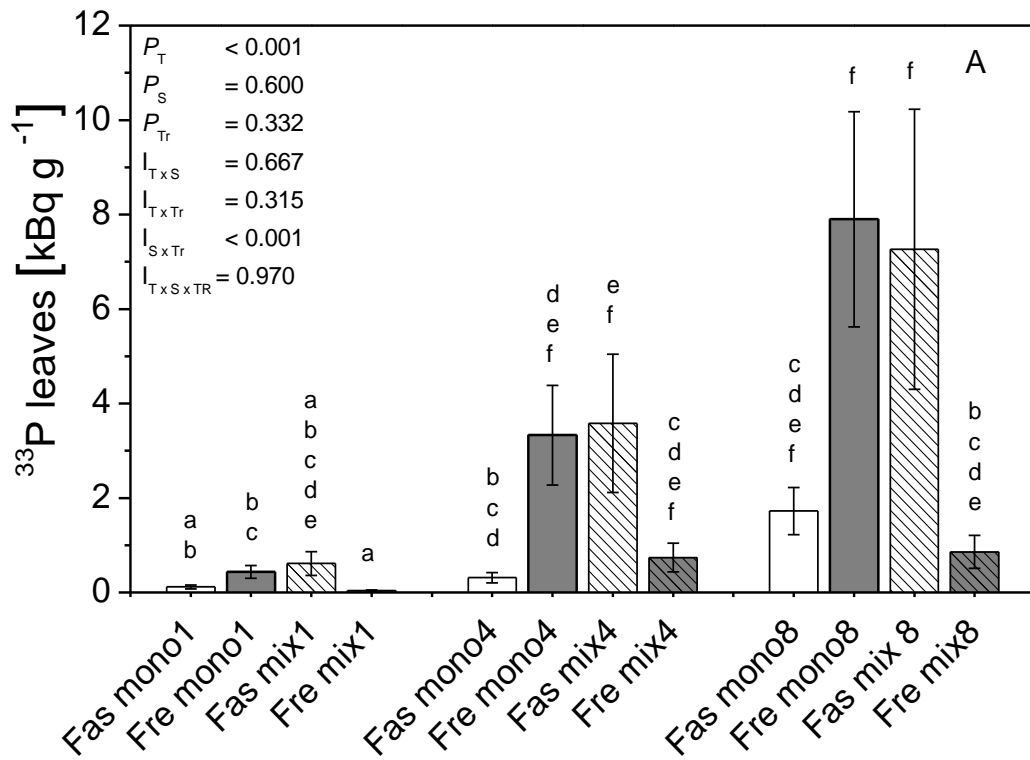 12
10
8
6
4
2
0
³³P leaves [kBq g ⁻¹]
P_T < 0.001
P_S = 0.600
P_Tr = 0.332
I_T x S = 0.667
I_T x Tr = 0.315
I_S x Tr < 0.001
I_T x S x TR = 0.970
A
a
b
b
c
a
b
c
d
e
a
b
c
d
d
e
f
e
f
c
d
e
f
c
d
e
f
f
f
b
c
d
e
Fas mono1
Fre mono1
Fas mix1
Fre mix1
Fas mono4
Fre mono4
Fas mix4
Fre mix4
Fas mono8
Fre mono8
Fas mix 8
Fre mix8